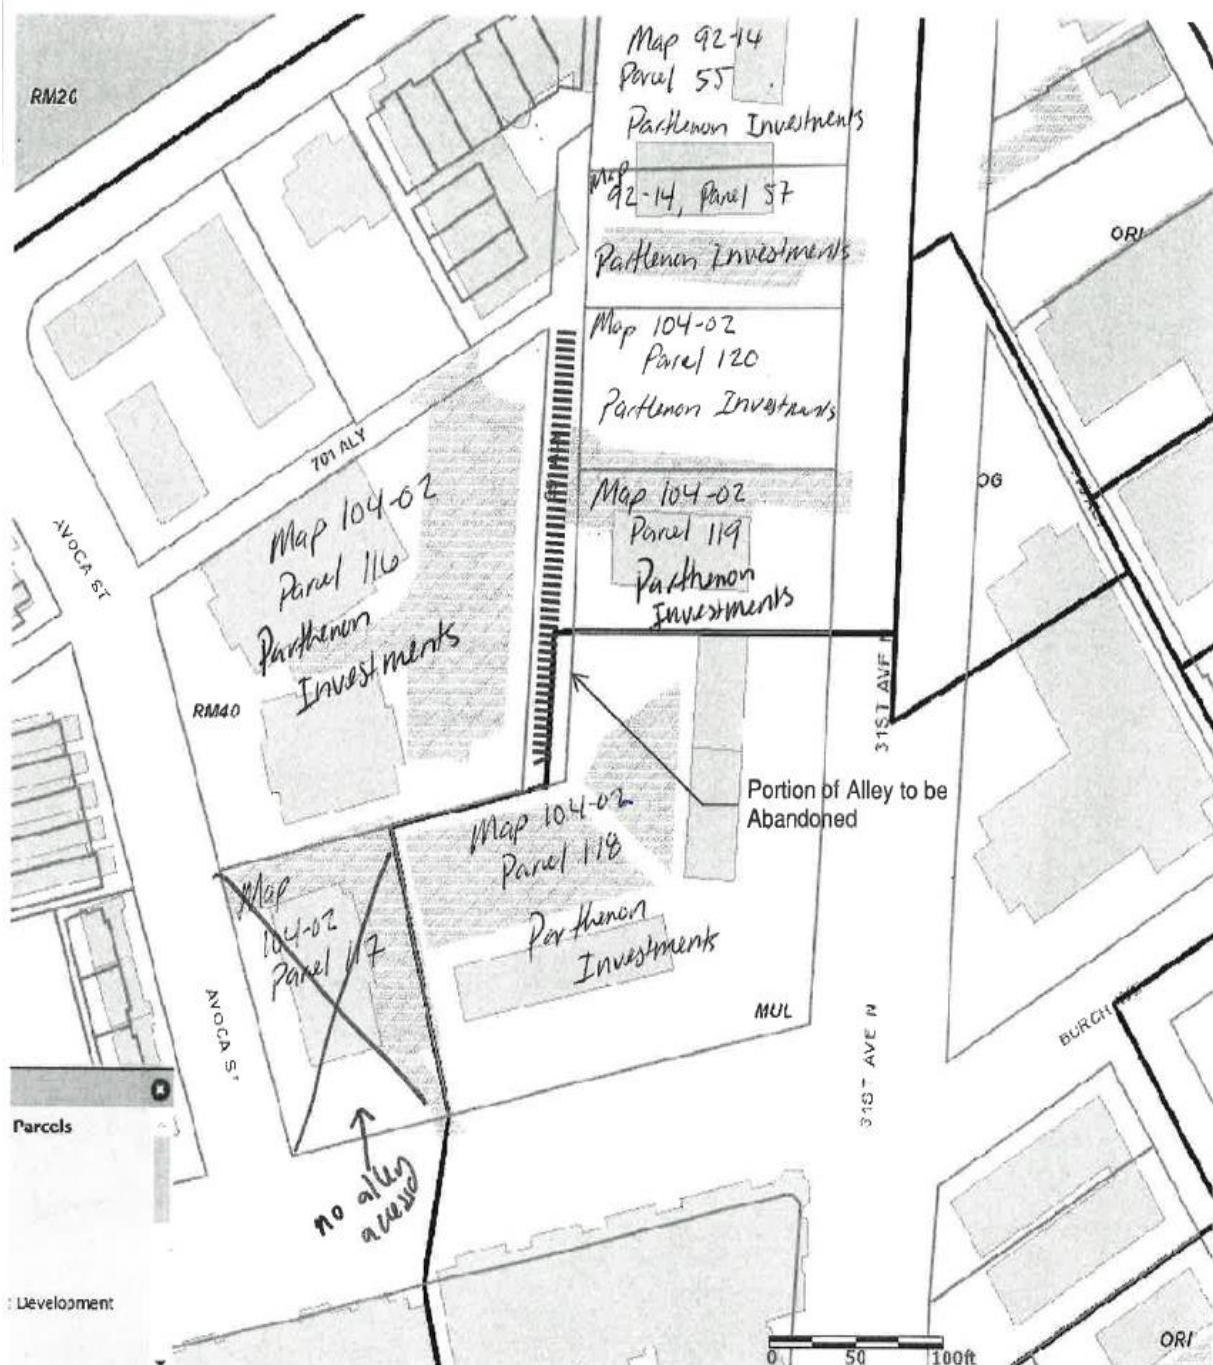 RM20
Map 92-14
Parcel 55
Parthenon Investments
Map
92-14, Parcel 57
Parthenon Investments
ORI
Map 104-02
Parcel 120
Parthenon Investments
701 ALY
AVOCA ST
Map 104-02
Parcel 116
Parthenon
Investments
RM40
Map 104-02
Parcel 119
Parthenon
Investments
OG
31ST AVE N
Portion of Alley to be
Abandoned
Map 104-02
Parcel 118
Parthenon
Investments
Map
104-02
Parcel 117
AVOCA ST
MUL
31ST AVE N
BURCH
no alley
accessed
Parcels
Development
0 50 100ft
ORI